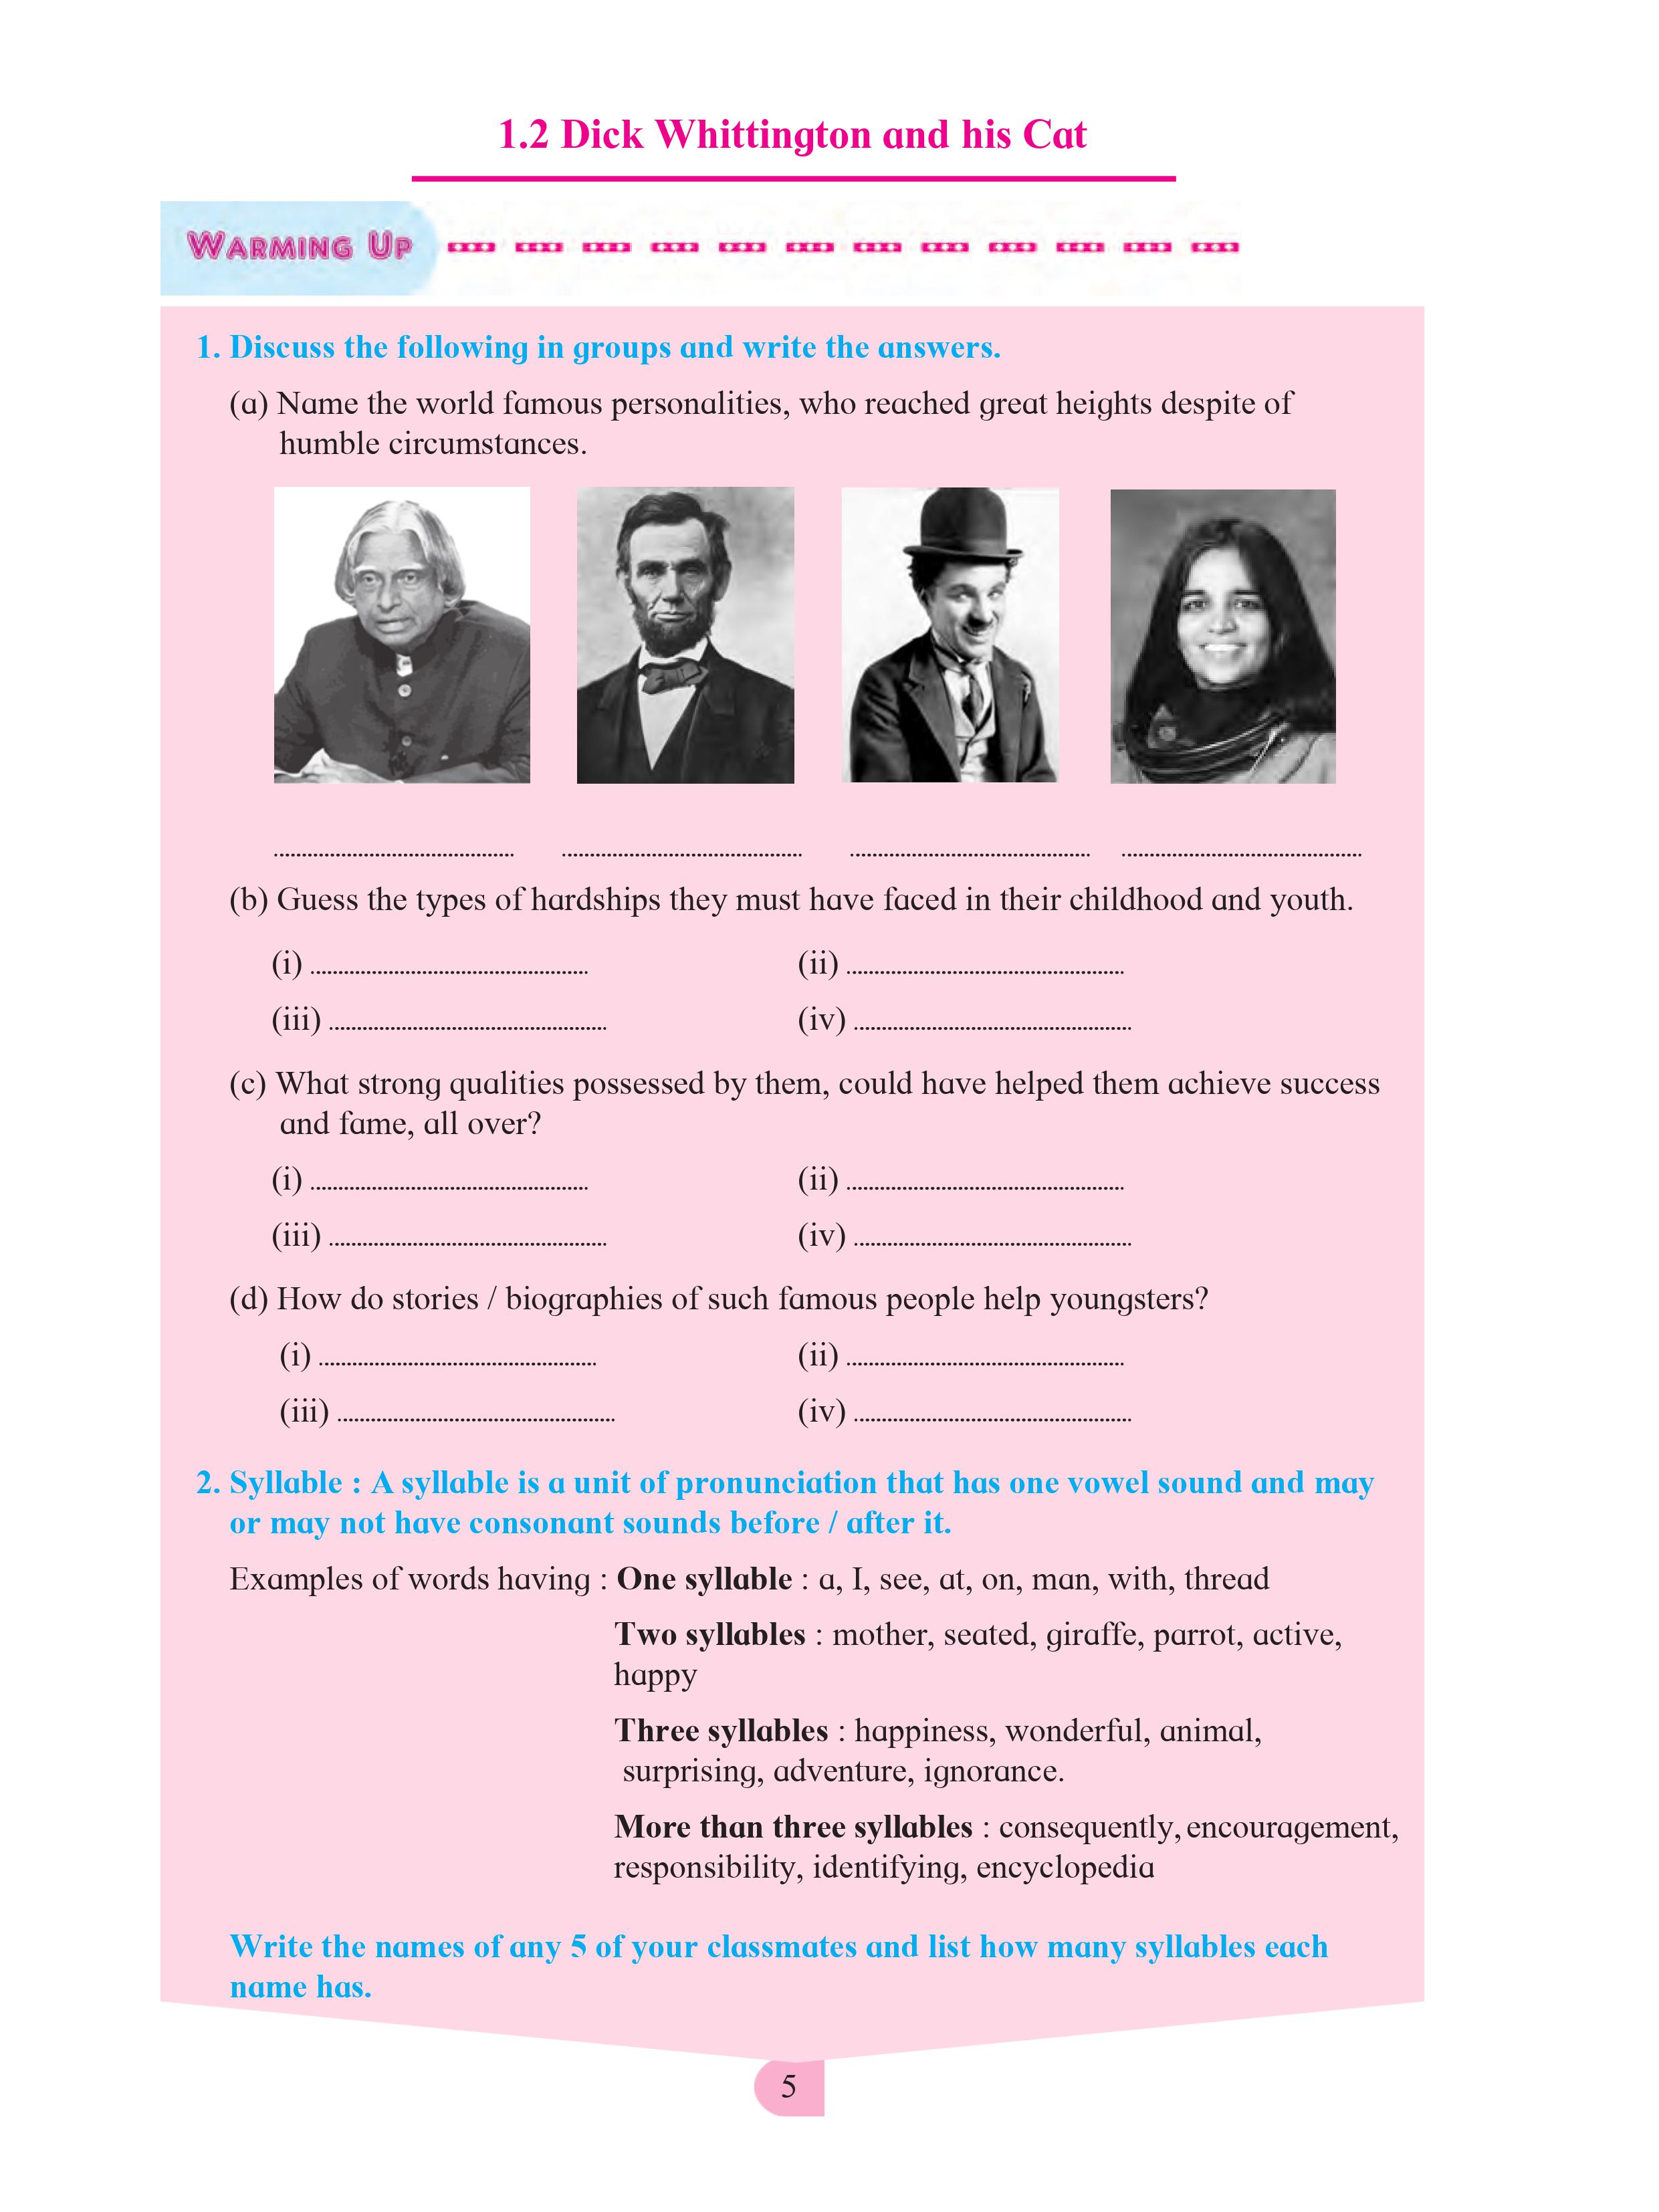 1.2 Dick Whittington and his Cat
WARMING UP
1. Discuss the following in groups and write the answers.
(a) Name the world famous personalities, who reached great heights despite of
humble circumstances.
........................................... ........................................... ........................................... ...........................................
(b) Guess the types of hardships they must have faced in their childhood and youth.
(i) .................................................. (ii) ..................................................
(iii) .................................................. (iv) ..................................................
(c) What strong qualities possessed by them, could have helped them achieve success
and fame, all over?
(i) .................................................. (ii) ..................................................
(iii) .................................................. (iv) ..................................................
(d) How do stories / biographies of such famous people help youngsters?
(i) .................................................. (ii) ..................................................
(iii) .................................................. (iv) ..................................................
2. Syllable : A syllable is a unit of pronunciation that has one vowel sound and may
or may not have consonant sounds before / after it.
Examples of words having : One syllable : a, I, see, at, on, man, with, thread
Two syllables : mother, seated, giraffe, parrot, active,
happy
Three syllables : happiness, wonderful, animal,
surprising, adventure, ignorance.
More than three syllables : consequently, encouragement,
responsibility, identifying, encyclopedia
Write the names of any 5 of your classmates and list how many syllables each
name has.
5